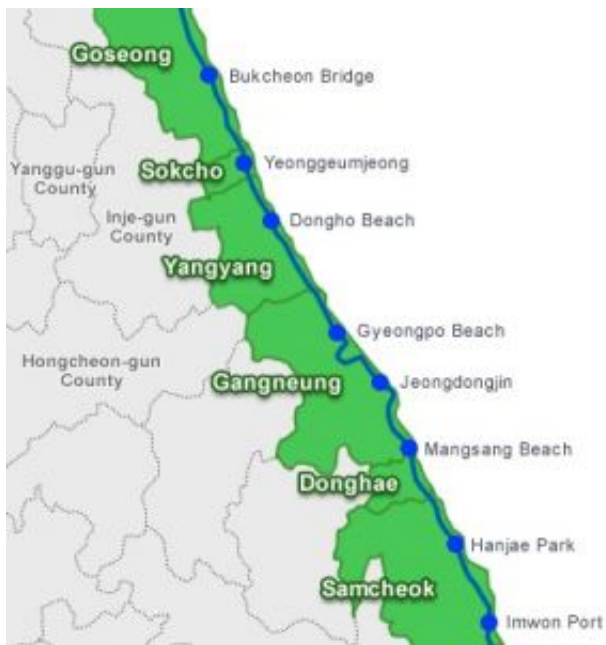 Goseong
Bukcheon Bridge
Yeonggeumjeong
Yanggu-gun
County
Sokcho
Inje-gun
County
Dongho Beach
Yangyang
Gyeongpo Beach
Hongcheon-gun
County
Gangneung
Jeongdongjin
Mangsang Beach
Donghae
Hanjae Park
Samcheok
Imwon Port